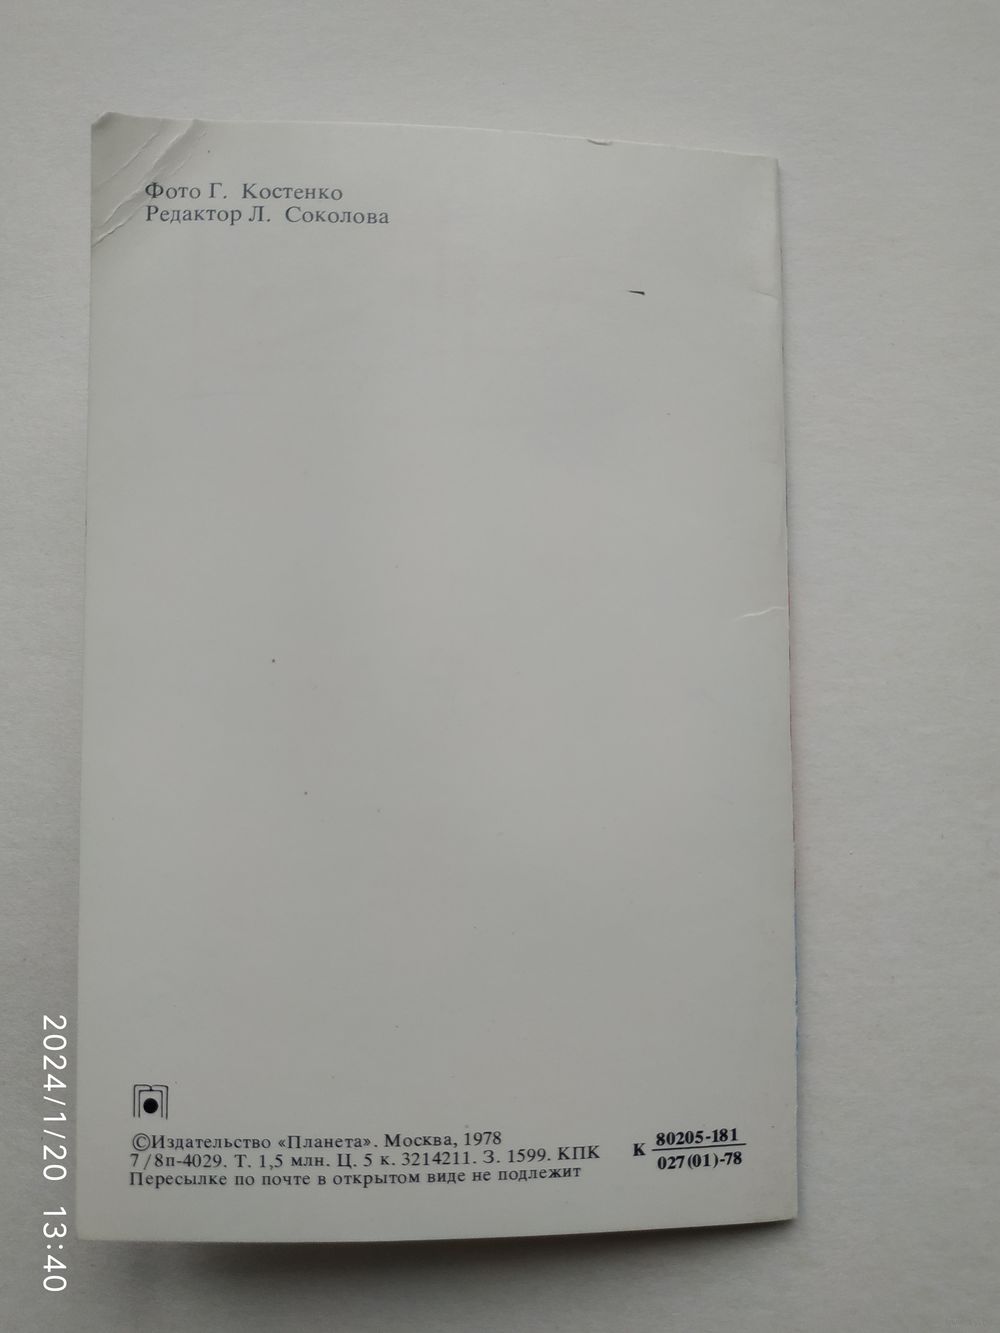 Фото Г. Костенко
Редактор Л. Соколова
©Издательство «Планета». Москва, 1978
7/8п-4029. Т. 1,5 млн. Ц. 5 к. 3214211. З. 1599. КПК
Пересылке по почте в открытом виде не подлежит
К 80205-181
027(01)-78
2024/1/20 13:40